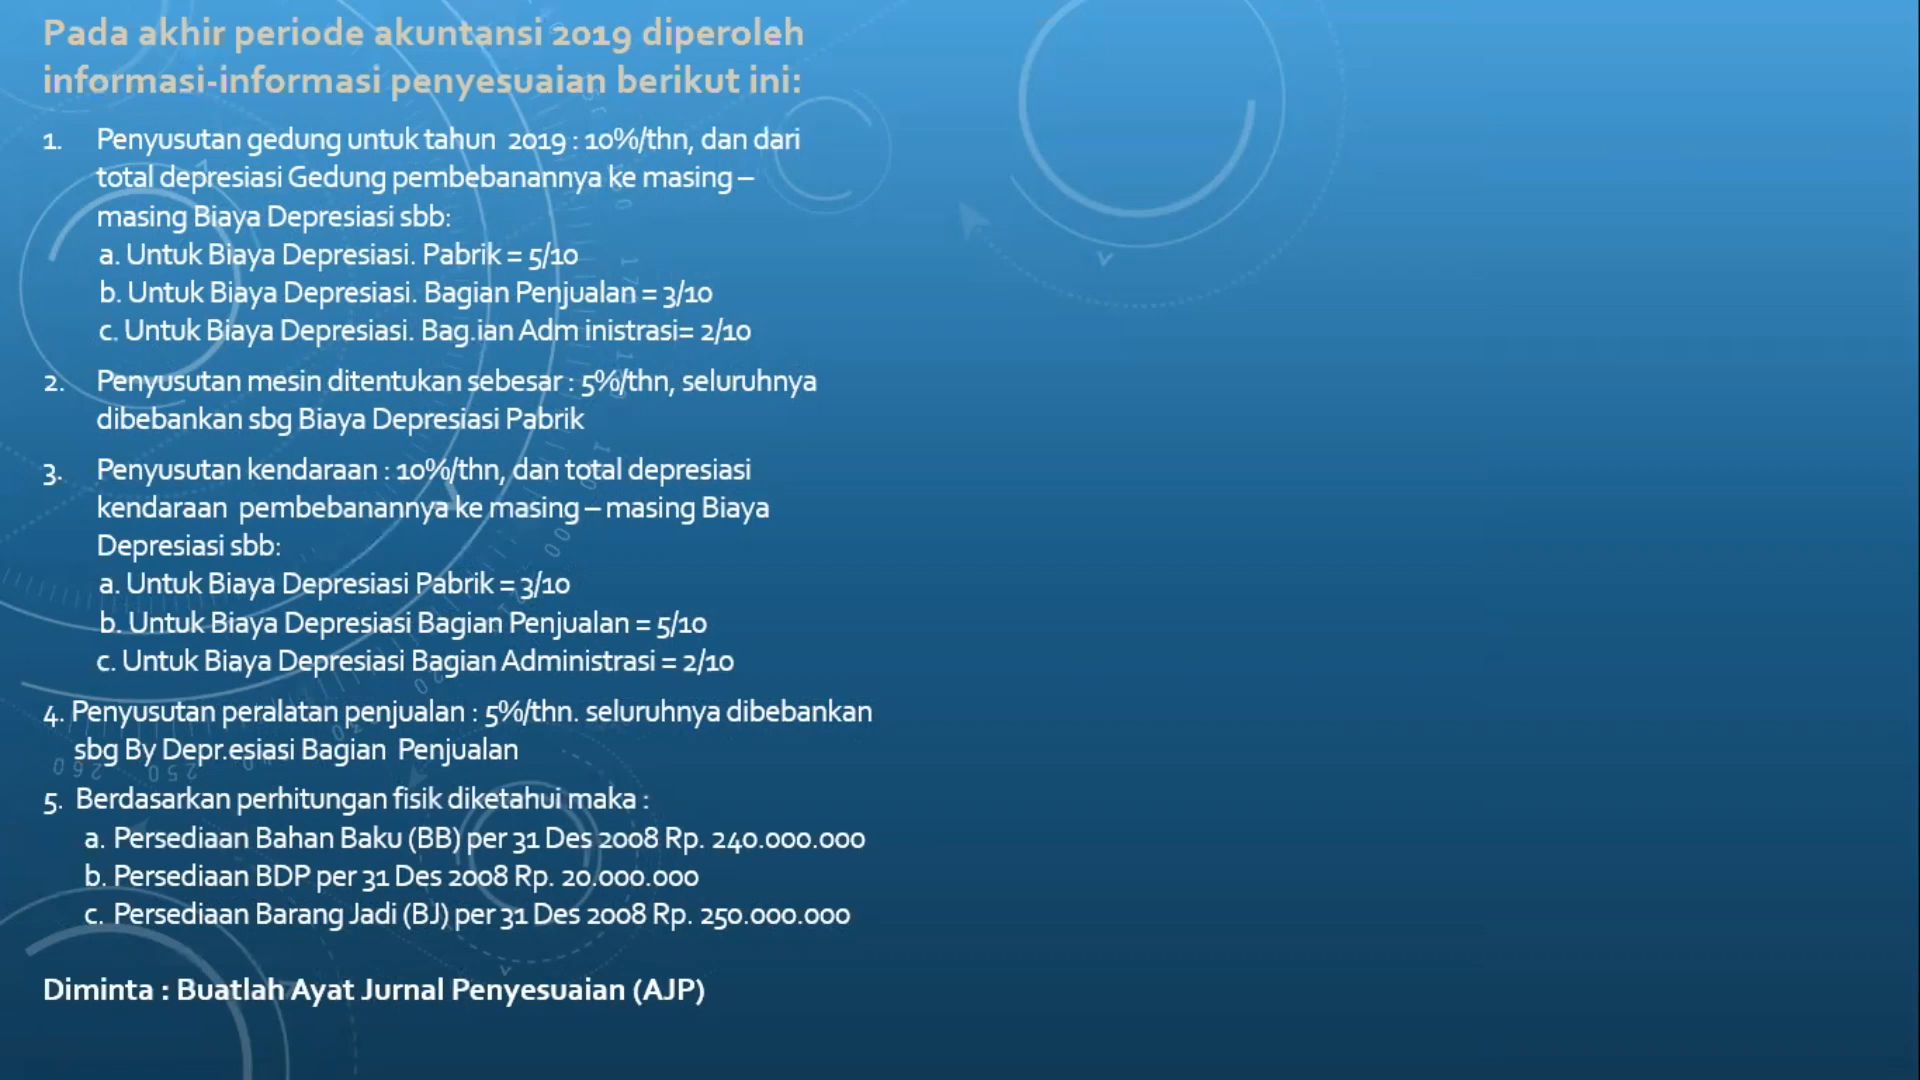 Pada akhir periode akuntansi 2019 diperoleh
informasi-informasi penyesuaian berikut ini:
1. Penyusutan gedung untuk tahun 2019 : 10%/thn, dan dari
total depresiasi Gedung pembebanannya ke masing –
masing Biaya Depresiasi sbb:
a. Untuk Biaya Depresiasi. Pabrik = 5/10
b. Untuk Biaya Depresiasi. Bagian Penjualan = 3/10
c. Untuk Biaya Depresiasi. Bag.ian Adm inistrasi= 2/10
2. Penyusutan mesin ditentukan sebesar : 5%/thn, seluruhnya
dibebankan sbg Biaya Depresiasi Pabrik
3. Penyusutan kendaraan : 10%/thn, dan total depresiasi
kendaraan pembebanannya ke masing – masing Biaya
Depresiasi sbb:
a. Untuk Biaya Depresiasi Pabrik = 3/10
b. Untuk Biaya Depresiasi Bagian Penjualan = 5/10
c. Untuk Biaya Depresiasi Bagian Administrasi = 2/10
4. Penyusutan peralatan penjualan : 5%/thn. seluruhnya dibebankan
sbg By Depr.esiasi Bagian Penjualan
5. Berdasarkan perhitungan fisik diketahui maka :
a. Persediaan Bahan Baku (BB) per 31 Des 2008 Rp. 240.000.000
b. Persediaan BDP per 31 Des 2008 Rp. 20.000.000
c. Persediaan Barang Jadi (BJ) per 31 Des 2008 Rp. 250.000.000
Diminta : Buatlah Ayat Jurnal Penyesuaian (AJP)